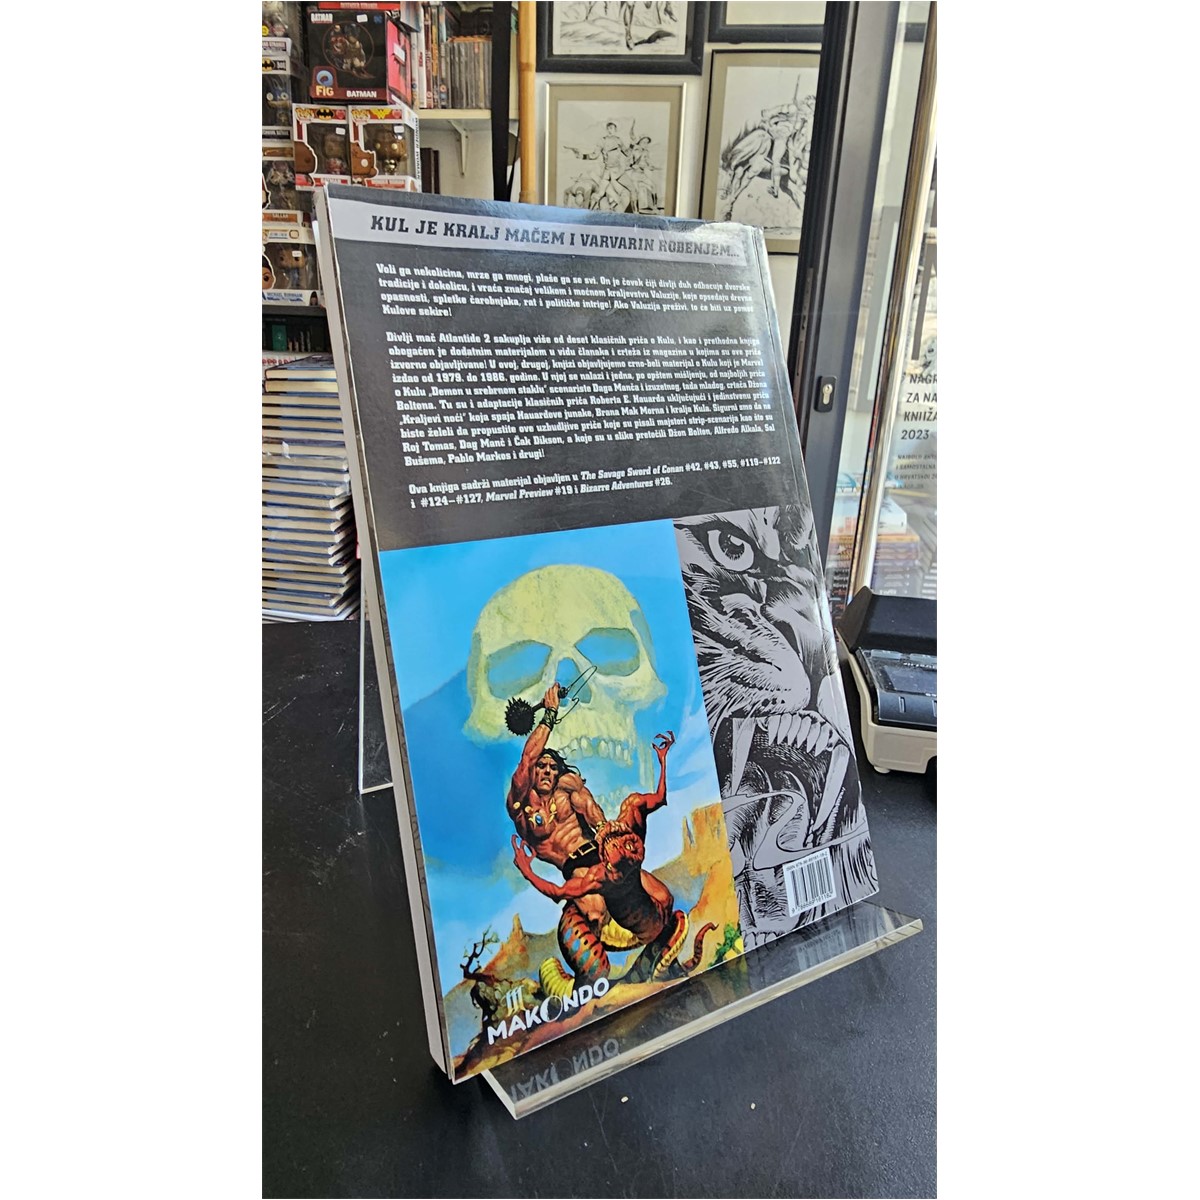 BATMAN
FIG
BATMAN
KUL JE KRALJ MAČEM I VARVARIN ROĐENJEM...
Voli ga nekolicina, mrze ga mnogi, plaše ga se svi. On je čovek čiji divlji duh odbacuje dvorske
tradicije i dokolicu, i vraća značaj velikom i moćnom kraljevstvu Valuzije, koje spopadaju drevne
opasnosti, spletke čarobnjaka, rat i političke intrige! Ako Valuzija preživi, to će biti uz pomoć
Kulove sekire!
Divlji mač Atlantide 2 sakuplja više od deset klasičnih priča o Kulu, i kao i prethodna knjiga
obogaćen je dodatnim materijalom u vidu članaka i crteža iz magazina u kojima su ove priče
izvorno objavljivane! U ovoj, drugoj, knjizi objavljujemo crno-beli materijal o Kulu koji je Marvel
izdao od 1979. do 1986. godine. U njoj se nalazi i jedna, po opštem mišljenju, od najboljih priča
o Kulu „Demon u srebrnom staklu‟ scenariste Daga Manča i izuzetnog, tada mladog, crtača Džona
Boltona. Tu su i adaptacije klasičnih priča Roberta E. Hauarda uključujući i jedinstvenu priču
„Kraljevi noći‟ koja spaja Hauardove junake, Brana Mak Morna i kralja Kula. Sigurni smo da ne
biste želeli da propustite ove uzbudljive priče koje su pisali majstori strip-scenarija kao što su
Roj Tomas, Dag Manč i Čak Dikson, a koje su u slike pretočili Džon Bolton, Alfredo Alkala, Sal
Bušema, Pablo Markos i drugi!
Ova knjiga sadrži materijal objavljen u The Savage Sword of Conan #42, #43, #55, #119–#122
i #124–#127, Marvel Preview #19 i Bizarre Adventures #26.
MAKONDO
NAGR
ZA NA
KNJIŽA
2023